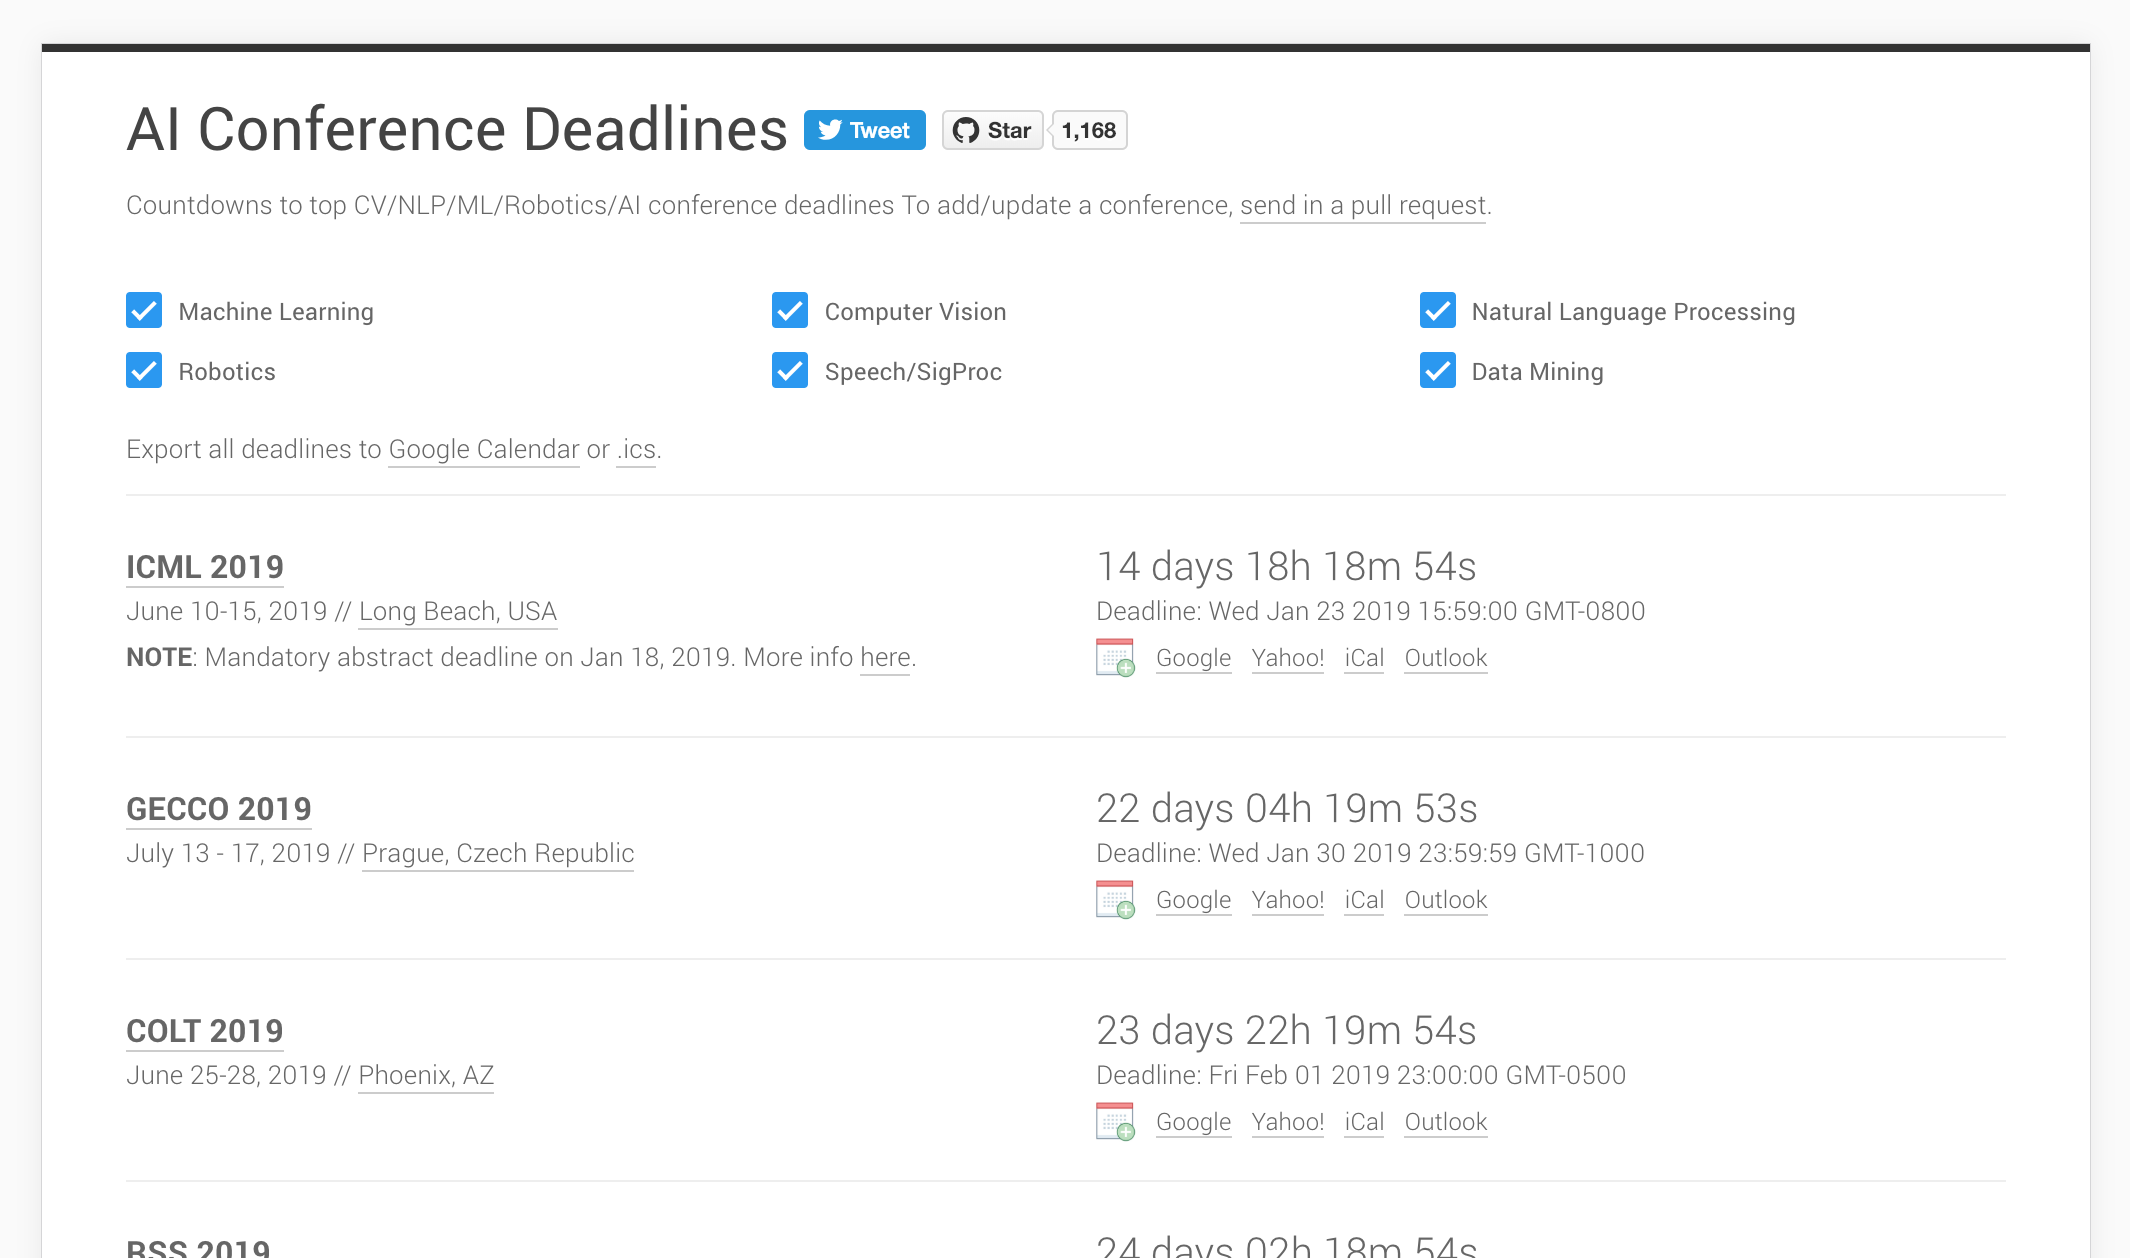 AI Conference Deadlines Tweet Star 1,168
Countdowns to top CV/NLP/ML/Robotics/AI conference deadlines To add/update a conference, send in a pull request.
Machine Learning Computer Vision Natural Language Processing
Robotics Speech/SigProc Data Mining
Export all deadlines to Google Calendar or .ics.
ICML 2019
June 10-15, 2019 // Long Beach, USA
NOTE: Mandatory abstract deadline on Jan 18, 2019. More info here.
14 days 18h 18m 54s
Deadline: Wed Jan 23 2019 15:59:00 GMT-0800
Google Yahoo! iCal Outlook
GECCO 2019
July 13 - 17, 2019 // Prague, Czech Republic
22 days 04h 19m 53s
Deadline: Wed Jan 30 2019 23:59:59 GMT-1000
Google Yahoo! iCal Outlook
COLT 2019
June 25-28, 2019 // Phoenix, AZ
23 days 22h 19m 54s
Deadline: Fri Feb 01 2019 23:00:00 GMT-0500
Google Yahoo! iCal Outlook
RSS 2019
24 days 02h 18m 54s